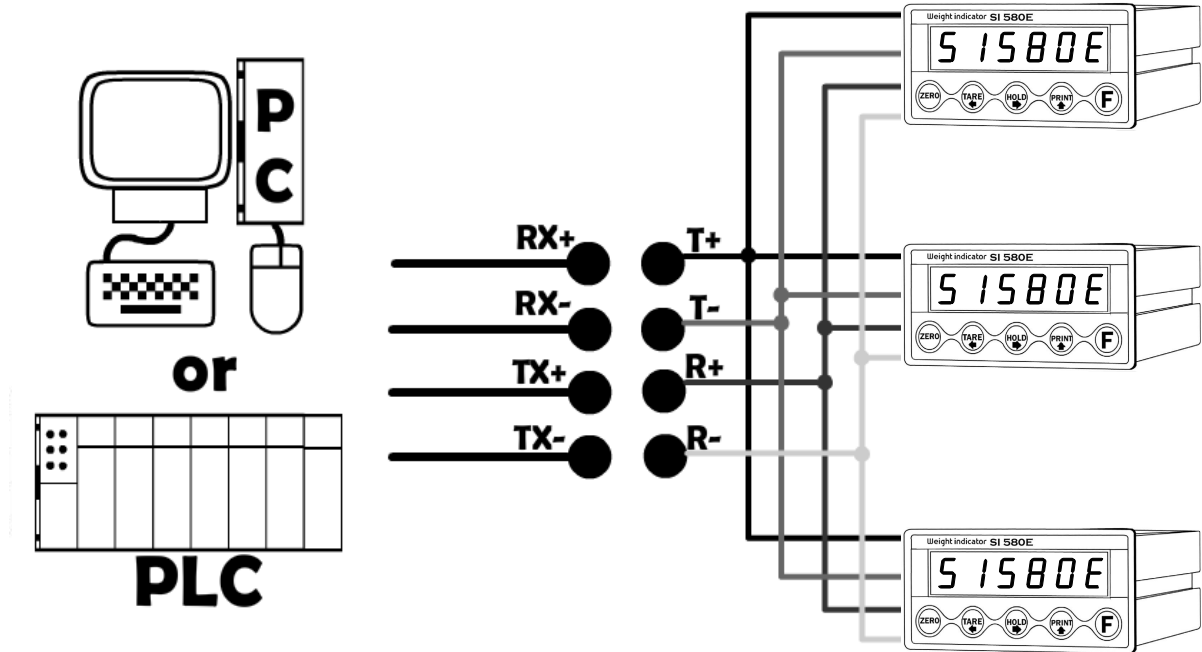 PC
or
PLC
RX+
RX-
TX+
TX-
T+
T-
R+
R-
Weight indicator SI 580E
SI580E
ZERO TARE HOLD PRINT F
Weight indicator SI 580E
SI580E
ZERO TARE HOLD PRINT F
Weight indicator SI 580E
SI580E
ZERO TARE HOLD PRINT F